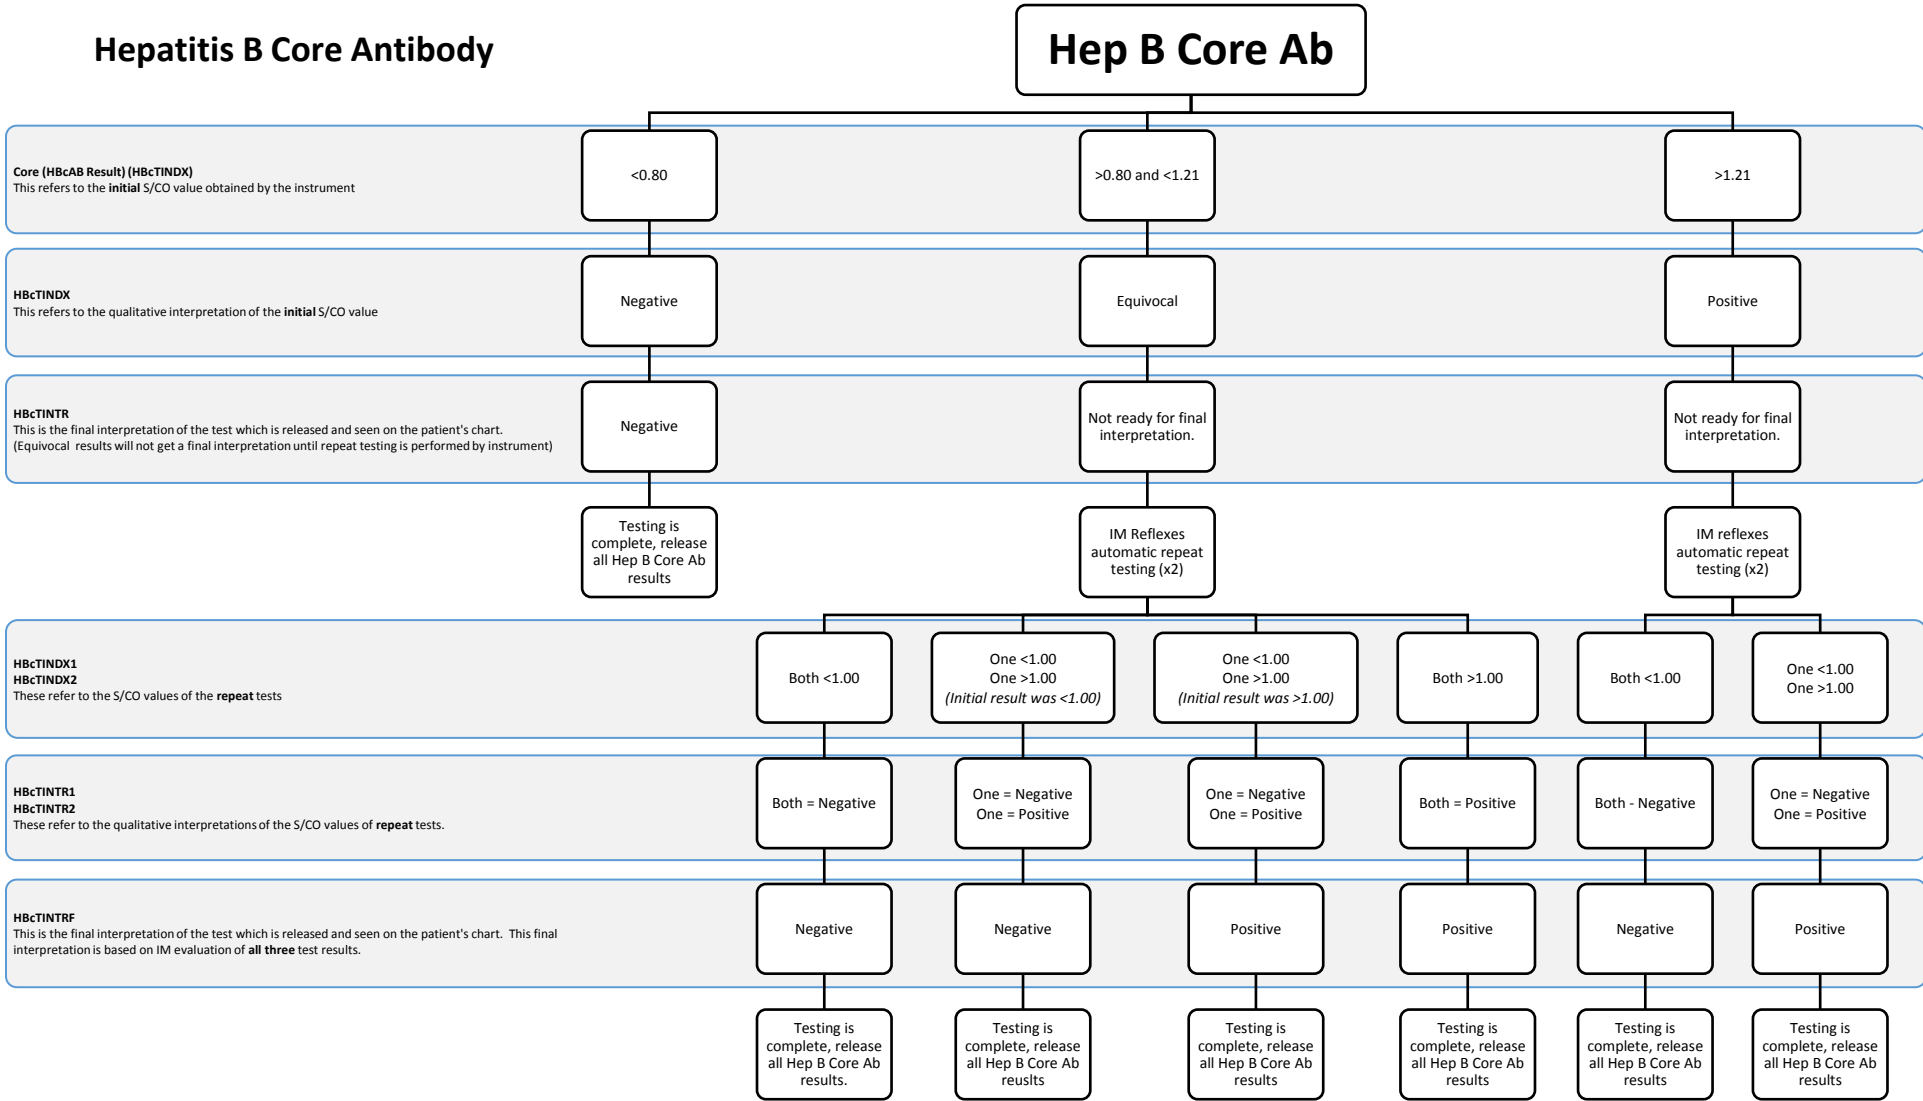 Hepatitis B Core Antibody
Hep B Core Ab
Core (HBcAB Result) (HBcTINDX)
This refers to the initial S/CO value obtained by the instrument
<0.80
>0.80 and <1.21
>1.21
HBcTINDX
This refers to the qualitative interpretation of the initial S/CO value
Negative
Equivocal
Positive
HBcTINTR
This is the final interpretation of the test which is released and seen on the patient's chart.
(Equivocal results will not get a final interpretation until repeat testing is performed by instrument)
Negative
Not ready for final
interpretation.
Not ready for final
interpretation.
Testing is
complete, release
all Hep B Core Ab
results
IM Reflexes
automatic repeat
testing (x2)
IM reflexes
automatic repeat
testing (x2)
HBcTINDX1
HBcTINDX2
These refer to the S/CO values of the repeat tests
Both <1.00
One <1.00
One >1.00
(Initial result was <1.00)
One <1.00
One >1.00
(Initial result was >1.00)
Both >1.00
Both <1.00
One <1.00
One >1.00
HBcTINTR1
HBcTINTR2
These refer to the qualitative interpretations of the S/CO values of repeat tests.
Both = Negative
One = Negative
One = Positive
One = Negative
One = Positive
Both = Positive
Both - Negative
One = Negative
One = Positive
HBcTINTRF
This is the final interpretation of the test which is released and seen on the patient's chart. This final
interpretation is based on IM evaluation of all three test results.
Negative
Negative
Positive
Positive
Negative
Positive
Testing is
complete, release
all Hep B Core Ab
results.
Testing is
complete, release
all Hep B Core Ab
reuslts
Testing is
complete, release
all Hep B Core Ab
results
Testing is
complete, release
all Hep B Core Ab
results
Testing is
complete, release
all Hep B Core Ab
results
Testing is
complete, release
all Hep B Core Ab
results